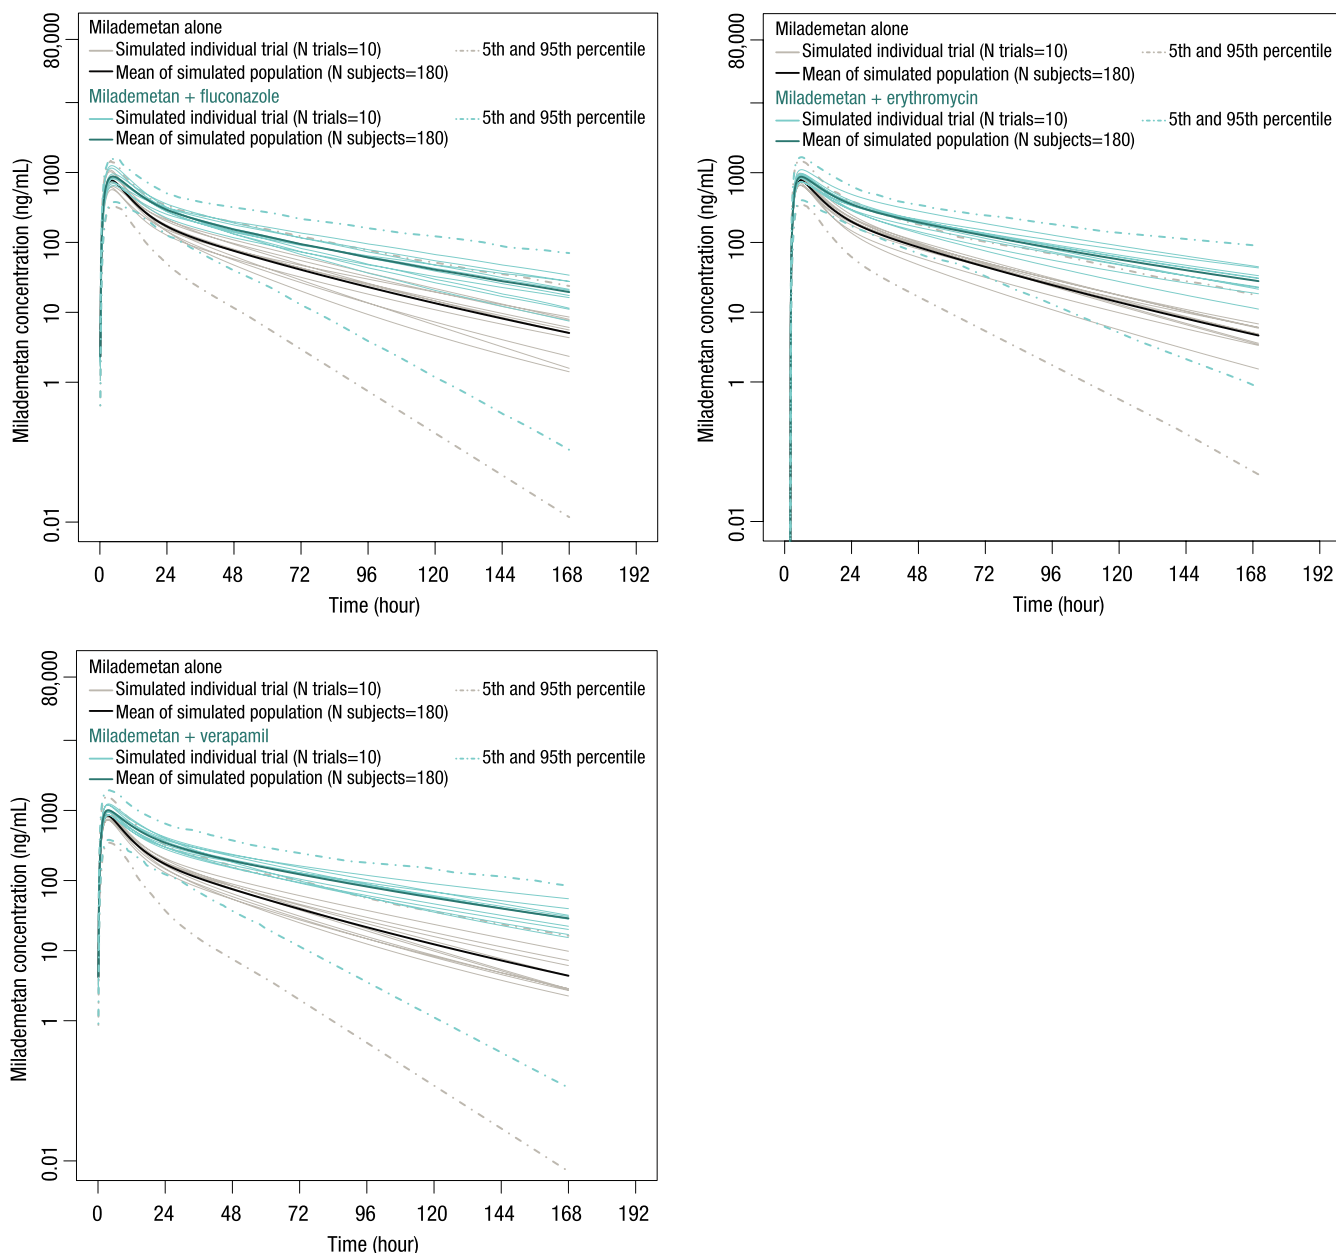 Milademetan alone
Simulated individual trial (N trials=10) 5th and 95th percentile
Mean of simulated population (N subjects=180)
Milademetan + fluconazole
Simulated individual trial (N trials=10) 5th and 95th percentile
Mean of simulated population (N subjects=180)
Milademetan concentration (ng/mL)
80,000
1000
100
10
1
0.01
0 24 48 72 96 120 144 168 192
Time (hour)
Milademetan alone
Simulated individual trial (N trials=10) 5th and 95th percentile
Mean of simulated population (N subjects=180)
Milademetan + erythromycin
Simulated individual trial (N trials=10) 5th and 95th percentile
Mean of simulated population (N subjects=180)
Milademetan concentration (ng/mL)
80,000
1000
100
10
1
0.01
0 24 48 72 96 120 144 168 192
Time (hour)
Milademetan alone
Simulated individual trial (N trials=10) 5th and 95th percentile
Mean of simulated population (N subjects=180)
Milademetan + verapamil
Simulated individual trial (N trials=10) 5th and 95th percentile
Mean of simulated population (N subjects=180)
Milademetan concentration (ng/mL)
80,000
1000
100
10
1
0.01
0 24 48 72 96 120 144 168 192
Time (hour)